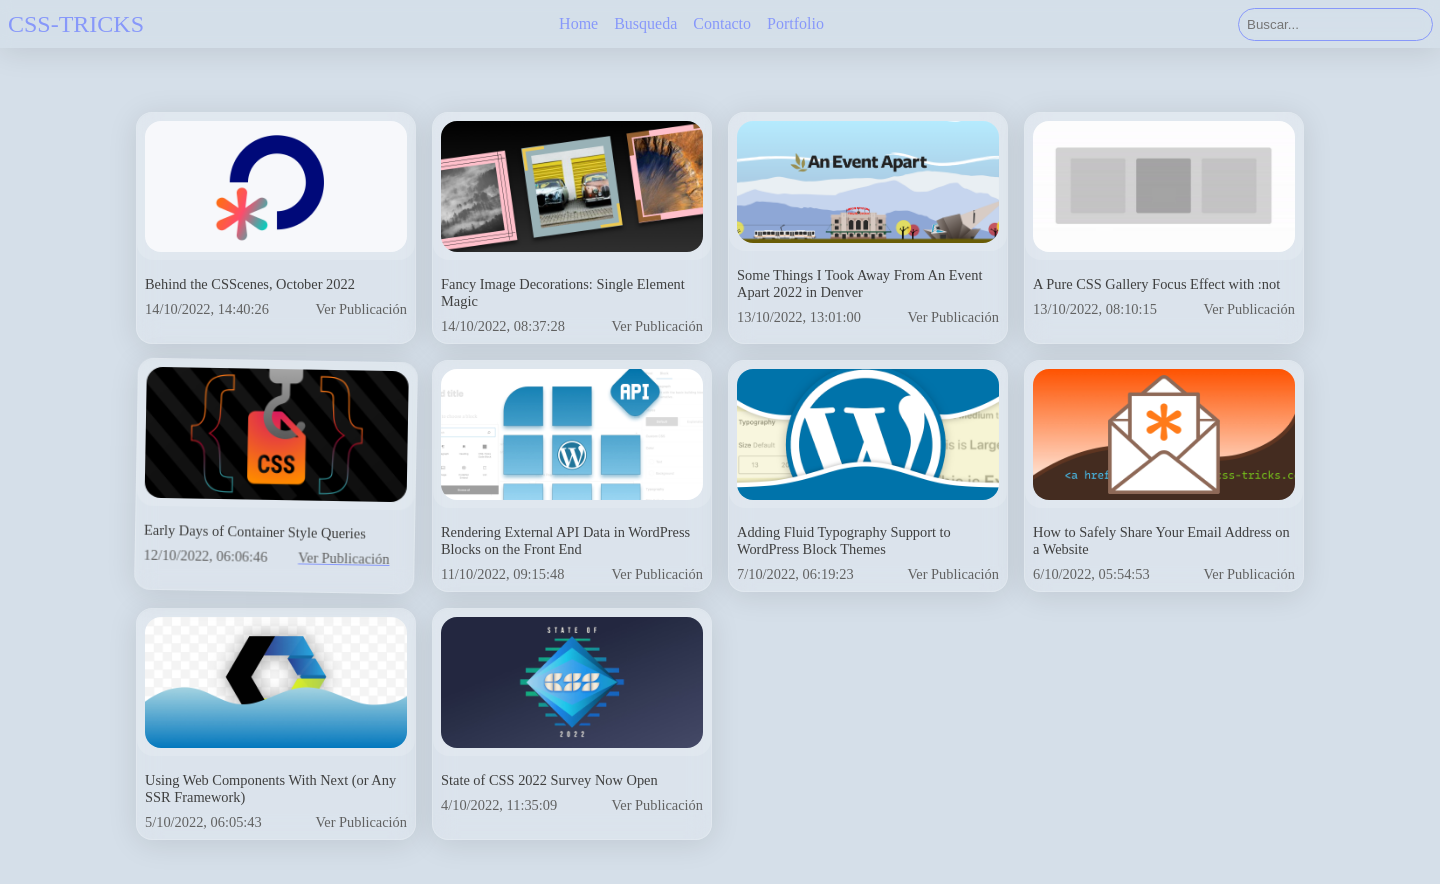 CSS-TRICKS
Home Busqueda Contacto Portfolio
Buscar...
Behind the CSScenes, October 2022
14/10/2022, 14:40:26 Ver Publicación
Fancy Image Decorations: Single Element
Magic
14/10/2022, 08:37:28 Ver Publicación
An Event Apart
Some Things I Took Away From An Event
Apart 2022 in Denver
13/10/2022, 13:01:00 Ver Publicación
A Pure CSS Gallery Focus Effect with :not
13/10/2022, 08:10:15 Ver Publicación
CSS
Early Days of Container Style Queries
12/10/2022, 06:06:46 Ver Publicación
API
Rendering External API Data in WordPress
Blocks on the Front End
11/10/2022, 09:15:48 Ver Publicación
Typography
Size Default
13
Adding Fluid Typography Support to
WordPress Block Themes
7/10/2022, 06:19:23 Ver Publicación
<a href
css-tricks.c
How to Safely Share Your Email Address on
a Website
6/10/2022, 05:54:53 Ver Publicación
Using Web Components With Next (or Any
SSR Framework)
5/10/2022, 06:05:43 Ver Publicación
STATE OF
CSS
2022
State of CSS 2022 Survey Now Open
4/10/2022, 11:35:09 Ver Publicación